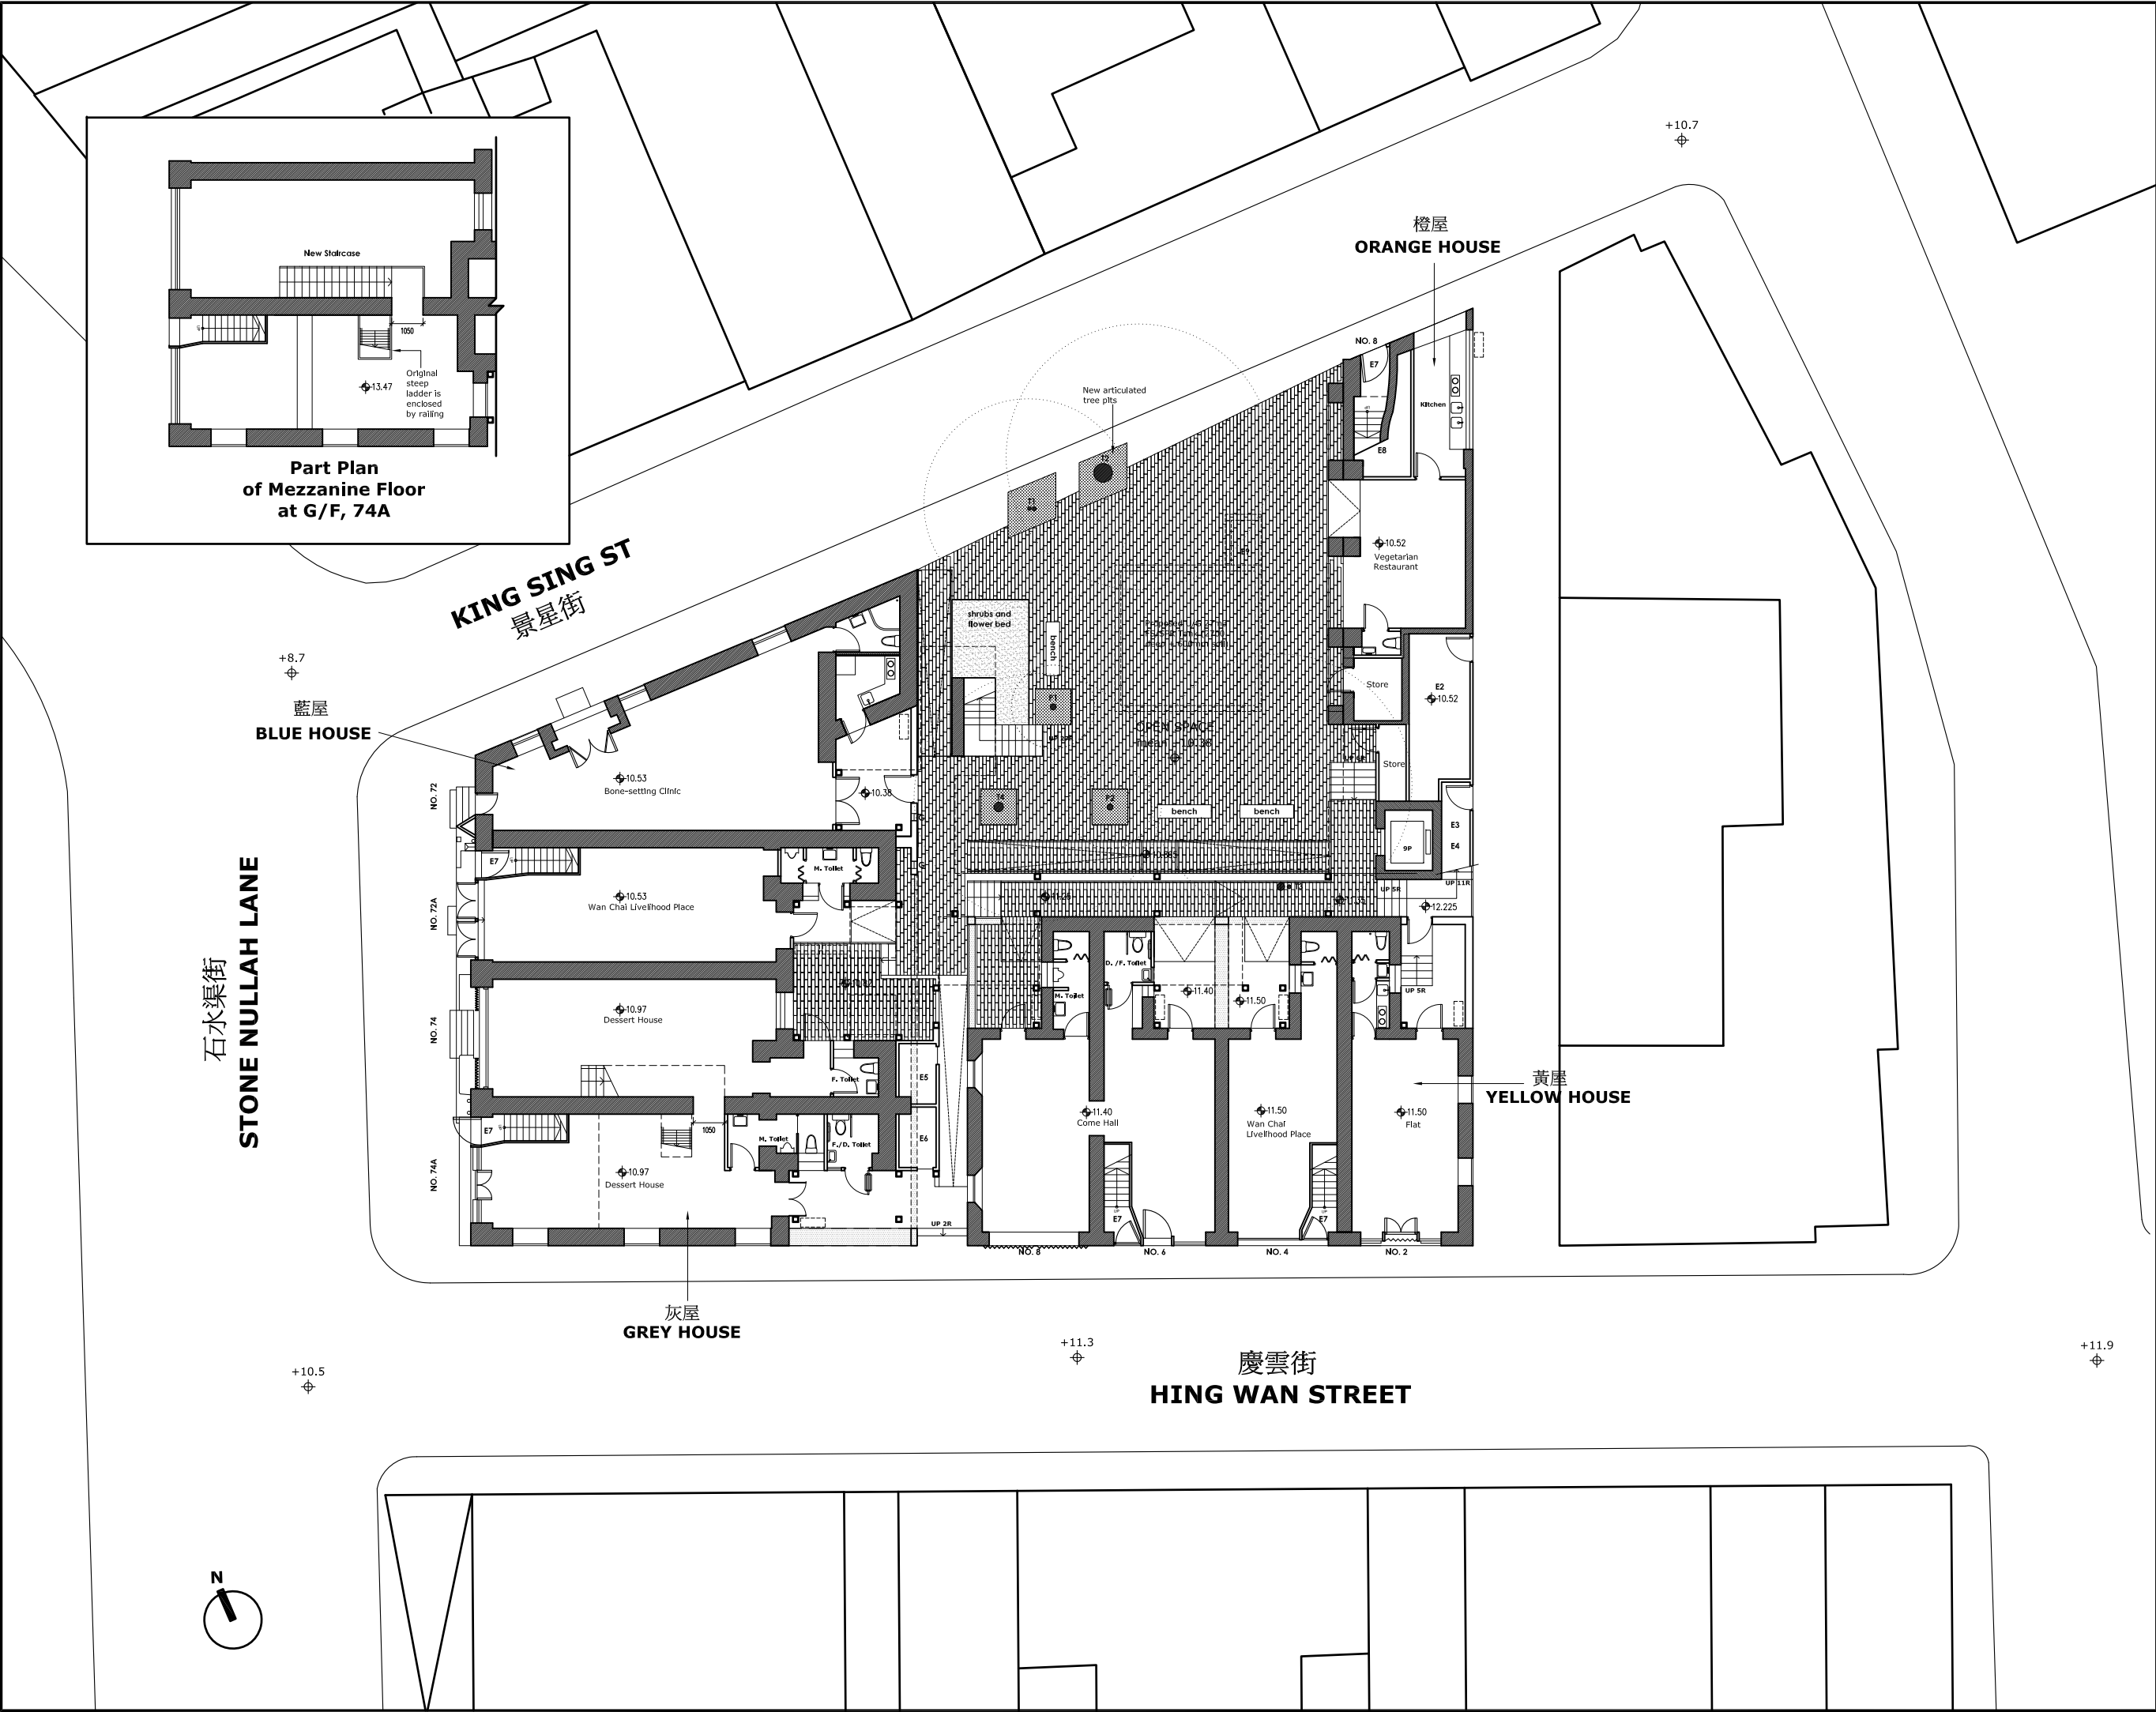 +10.7
橙屋
ORANGE HOUSE
New Staircase
1050
Original
steep
ladder is
enclosed
by railing
13.47
Part Plan
of Mezzanine Floor
at G/F, 74A
NO. 8
E7
Kitchen
E8
New articulated
tree pits
T2
T1
10.52
Vegetarian
Restaurant
KING SING ST
景星街
shrubs and
flower bed
bench
+8.7
藍屋
BLUE HOUSE
Store
E2
10.52
F1
OPEN SPACE
Store
10.53
Bone-setting Clinic
10.38
NO. 72
T4
F2
bench
bench
E3
E4
9P
E7
M. Toilet
10.53
Wan Chai Livelihood Place
NO. 72A
UP 5R
UP 11R
12.225
T3
石水渠街
STONE NULLAH LANE
D. /F. Toilet
M. Toilet
11.40
11.50
UP 5R
10.97
Dessert House
NO. 74
F. Toilet
E5
黃屋
YELLOW HOUSE
E7
1050
M. Toilet
F./D. Toilet
E6
11.40
Come Hall
11.50
Wan Chai
Livelihood Place
11.50
Flat
10.97
Dessert House
NO. 74A
UP 2R
E7
E7
NO. 8
NO. 6
NO. 4
NO. 2
灰屋
GREY HOUSE
+10.5
+11.3
+11.9
慶雲街
HING WAN STREET
N